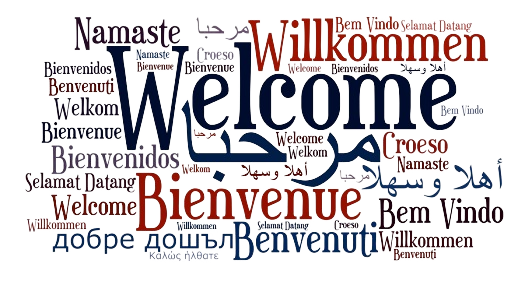 Namaste مرحبا Willkommen Bem Vindo Selamat Datang
Namaste Croeso
Bienvenidos Bienvenue Bienvenue Welcome Bienvenidos أهلا وسهلا
Benvenuti Welcome
Welkom Bem Vindo
Bienvenue مرحبا مرحبا Welcome Croeso
Bienvenidos Welkom Namaste
Welkom أهلا وسهلا مرحبا أهلا وسهلا
Selamat Datang Bienvenue
Welcome Bem Vindo
Willkommen Willkommen Selamat Datang Croeso
добре дошъл Benvenuti Willkommen
Καλώς ήλθατε Benvenuti